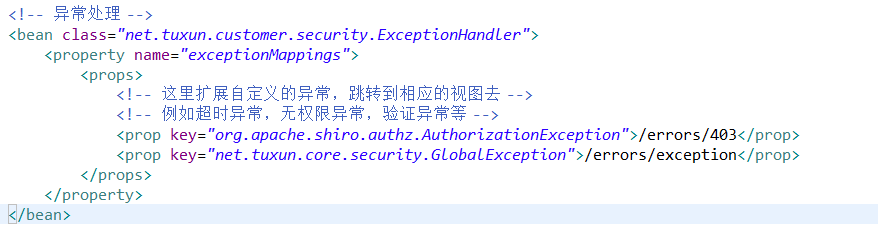 <!-- 异常处理 -->
<bean class="net.tuxun.customer.security.ExceptionHandler">
    <property name="exceptionMappings">
        <props>
            <!-- 这里扩展自定义的异常，跳转到相应的视图去 -->
            <!-- 例如超时异常，无权限异常，验证异常等 -->
            <prop key="org.apache.shiro.authz.AuthorizationException">/errors/403</prop>
            <prop key="net.tuxun.core.security.GlobalException">/errors/exception</prop>
        </props>
    </property>
</bean>